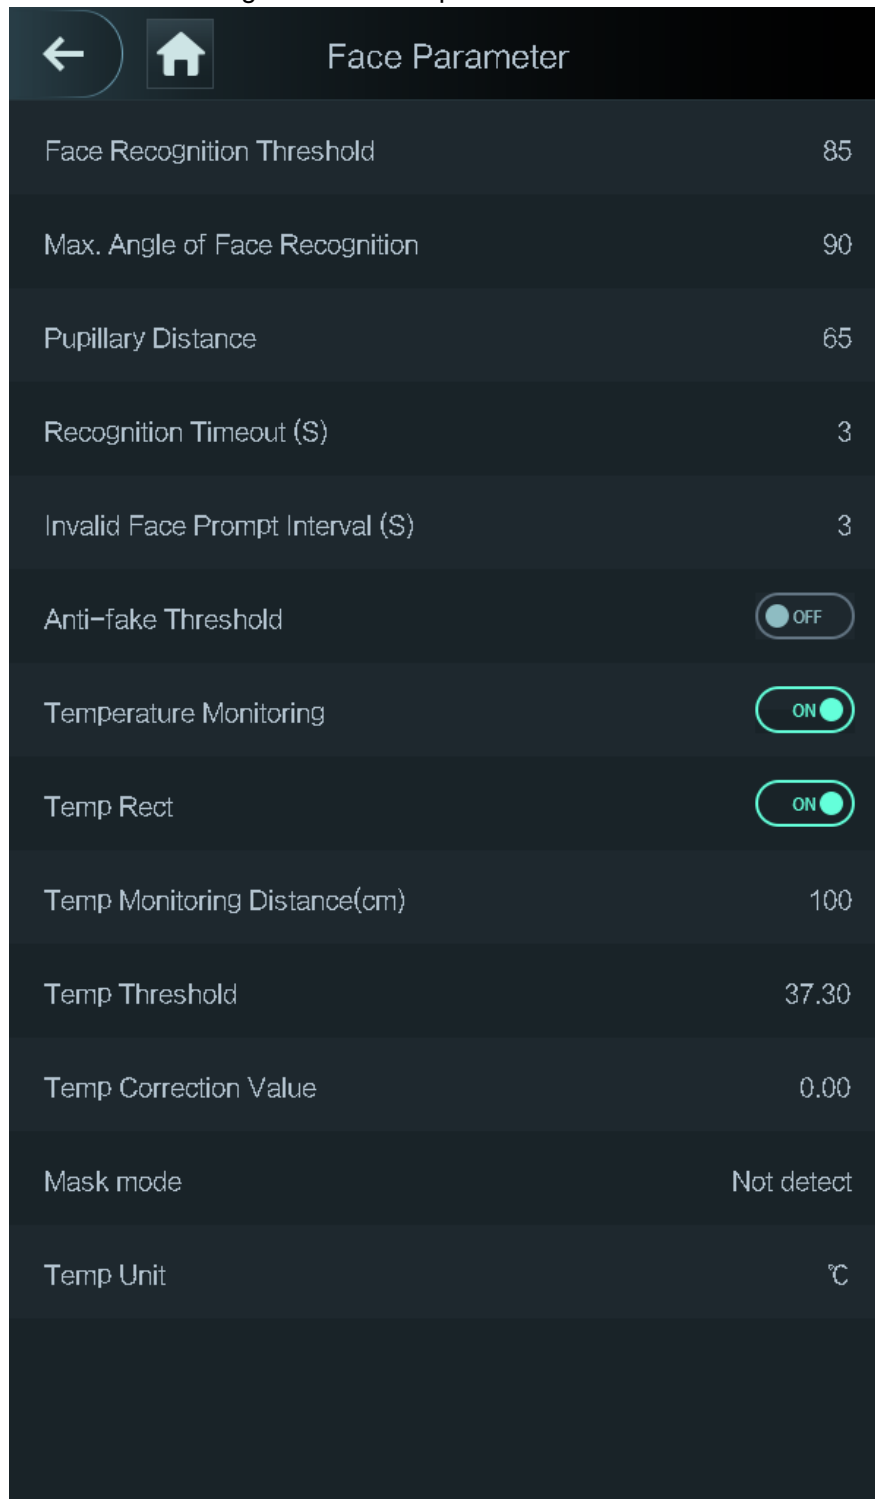 Face Parameter
Face Recognition Threshold 85
Max. Angle of Face Recognition 90
Pupillary Distance 65
Recognition Timeout (S) 3
Invalid Face Prompt Interval (S) 3
Anti-fake Threshold OFF
Temperature Monitoring ON
Temp Rect ON
Temp Monitoring Distance(cm) 100
Temp Threshold 37.30
Temp Correction Value 0.00
Mask mode Not detect
Temp Unit ℃